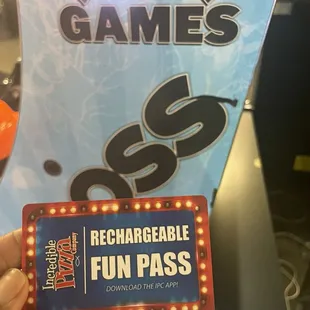 GAMES
OSS
Incredible
Pizza
Company
RECHARGEABLE
FUN PASS
DOWNLOAD THE IPC APP!